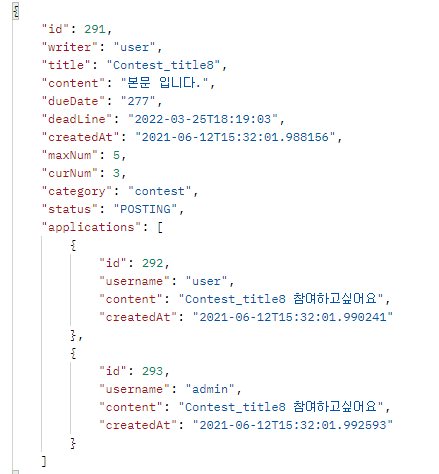 {
"id": 291,
"writer": "user",
"title": "Contest_title8",
"content": "본문 입니다.",
"dueDate": "277",
"deadLine": "2022-03-25T18:19:03",
"createdAt": "2021-06-12T15:32:01.988156",
"maxNum": 5,
"curNum": 3,
"category": "contest",
"status": "POSTING",
"applications": [
{
"id": 292,
"username": "user",
"content": "Contest_title8 참여하고싶어요",
"createdAt": "2021-06-12T15:32:01.990241"
},
{
"id": 293,
"username": "admin",
"content": "Contest_title8 참여하고싶어요",
"createdAt": "2021-06-12T15:32:01.992593"
}
]